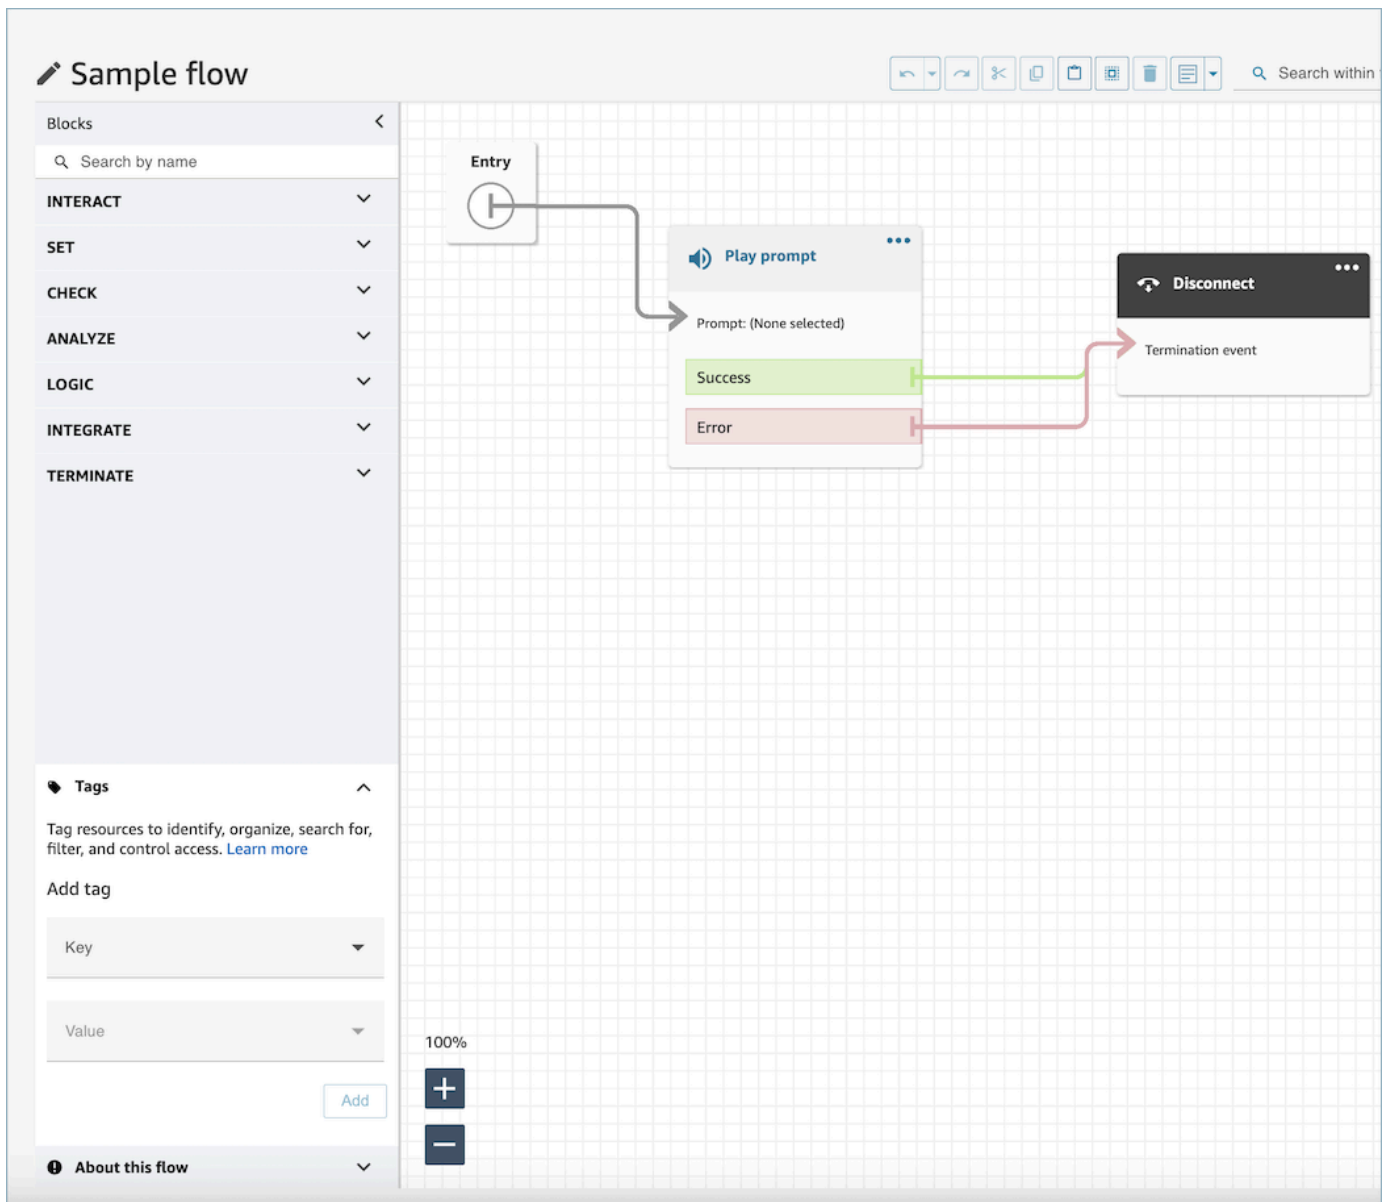 Sample flow
Search within
Blocks
Search by name
INTERACT
SET
CHECK
ANALYZE
LOGIC
INTEGRATE
TERMINATE
Entry
Play prompt
Prompt: (None selected)
Success
Error
Disconnect
Termination event
Tags
Tag resources to identify, organize, search for,
filter, and control access. Learn more
Add tag
Key
Value
Add
About this flow
100%